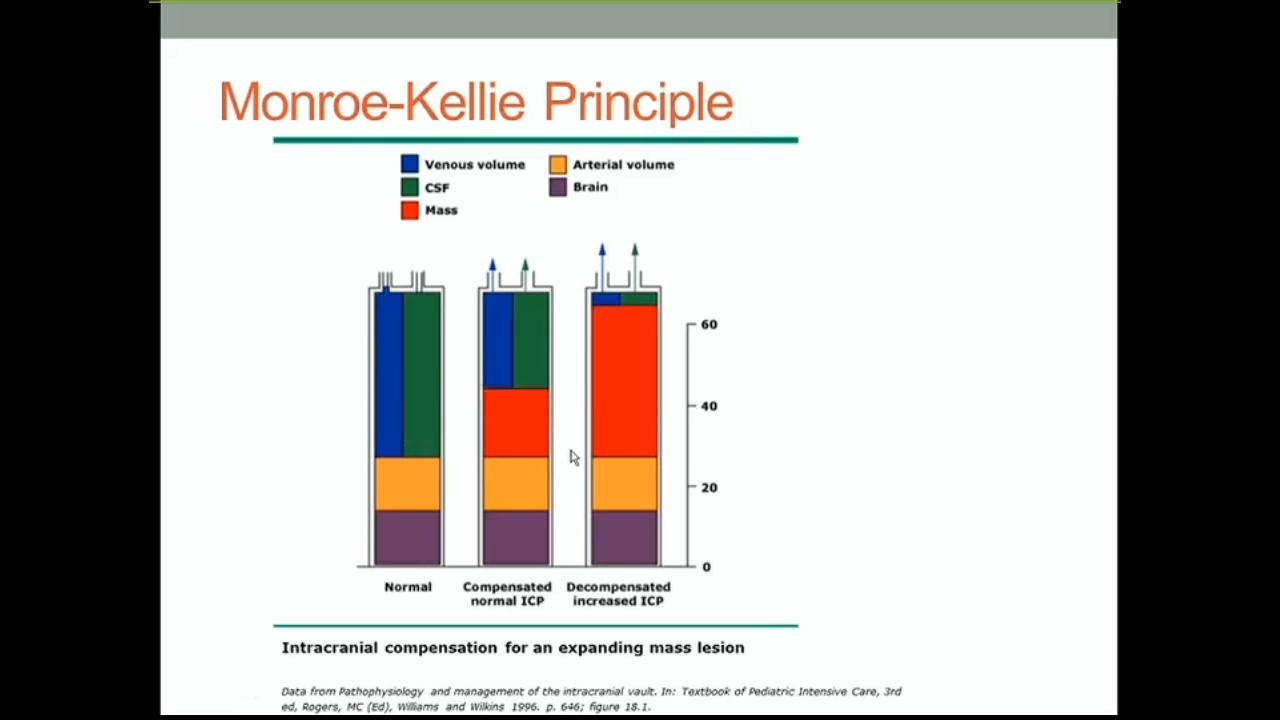 Monroe-Kellie Principle
Venous volume Arterial volume
CSF Brain
Mass
60
40
20
0
Normal Compensated Decompensated
normal ICP increased ICP
Intracranial compensation for an expanding mass lesion
Data from Pathophysiology and management of the intracranial vault. In: Textbook of Pediatric Intensive Care, 3rd
ed, Rogers, MC (Ed), Williams and Wilkins 1996. p. 646; figure 18.1.